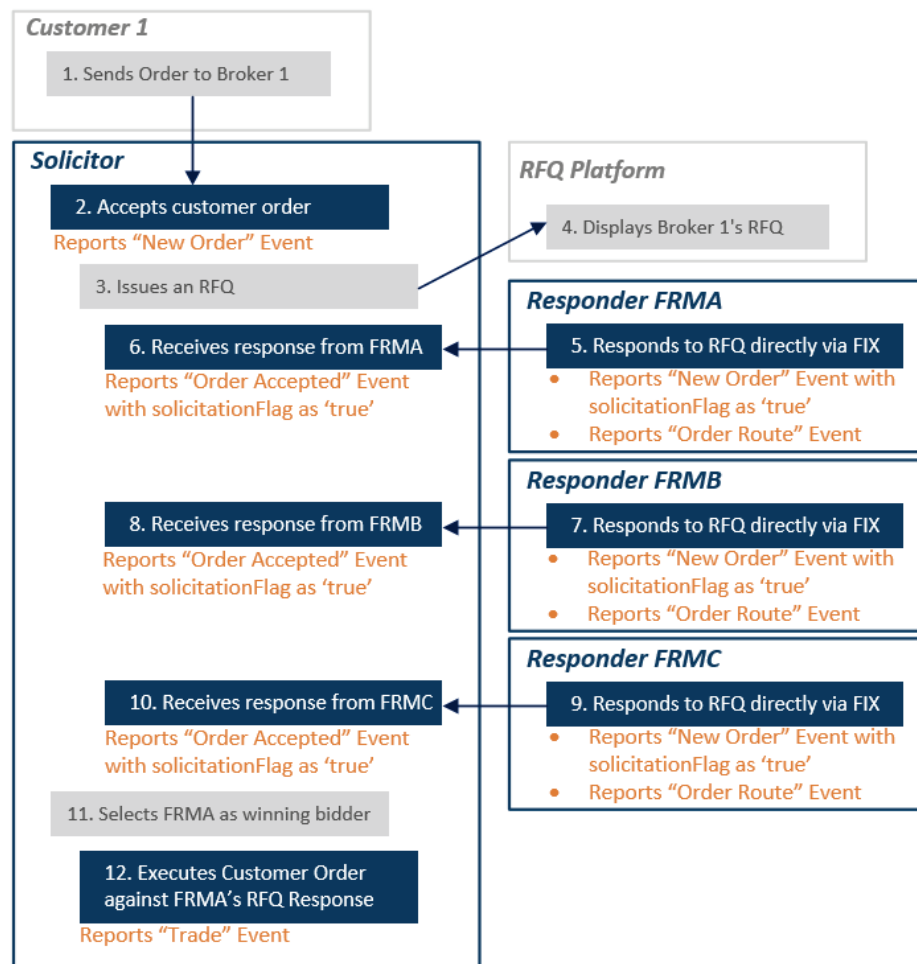 Customer 1
1. Sends Order to Broker 1
Solicitor
2. Accepts customer order
Reports “New Order” Event
3. Issues an RFQ
RFQ Platform
4. Displays Broker 1's RFQ
Responder FRMA
5. Responds to RFQ directly via FIX
• Reports “New Order” Event with
solicitationFlag as ‘true’
• Reports “Order Route” Event
6. Receives response from FRMA
Reports “Order Accepted” Event
with solicitationFlag as ‘true’
Responder FRMB
7. Responds to RFQ directly via FIX
• Reports “New Order” Event with
solicitationFlag as ‘true’
• Reports “Order Route” Event
8. Receives response from FRMB
Reports “Order Accepted” Event
with solicitationFlag as ‘true’
Responder FRMC
9. Responds to RFQ directly via FIX
• Reports “New Order” Event with
solicitationFlag as ‘true’
• Reports “Order Route” Event
10. Receives response from FRMC
Reports “Order Accepted” Event
with solicitationFlag as ‘true’
11. Selects FRMA as winning bidder
12. Executes Customer Order
against FRMA’s RFQ Response
Reports “Trade” Event